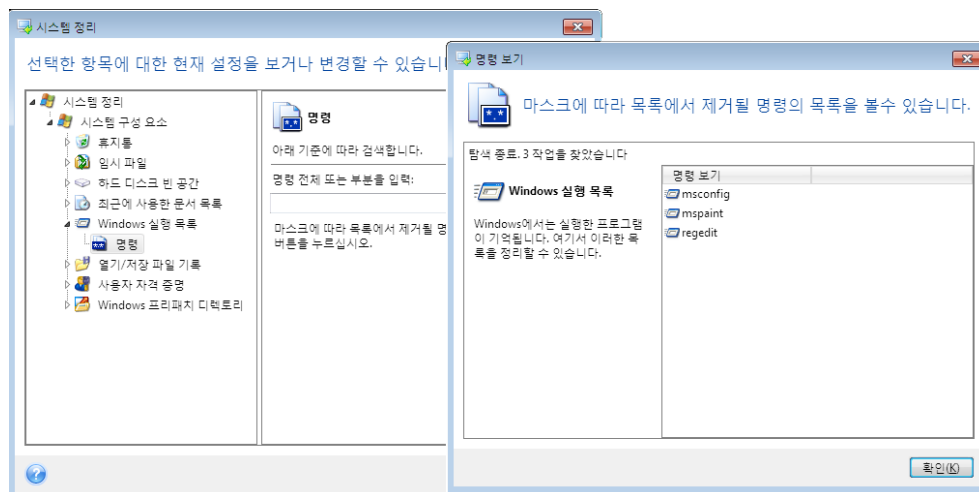 시스템 정리
선택한 항목에 대한 현재 설정을 보거나 변경할 수 있습니
시스템 정리
시스템 구성 요소
휴지통
임시 파일
하드 디스크 빈 공간
최근에 사용한 문서 목록
Windows 실행 목록
명령
열기/저장 파일 기록
사용자 자격 증명
Windows 프리패치 디렉토리
명령
아래 기준에 따라 검색합니다.
명령 전체 또는 부분을 입력:
마스크에 따라 목록에서 제거될 명
버튼을 누르십시오.
명령 보기
마스크에 따라 목록에서 제거될 명령의 목록을 볼수 있습니다.
탐색 종료. 3 작업을 찾았습니다
Windows 실행 목록
Windows에서는 실행한 프로그램
이 기억됩니다. 여기서 이러한 목
록을 정리할 수 있습니다.
명령 보기
msconfig
mspaint
regedit
확인(K)